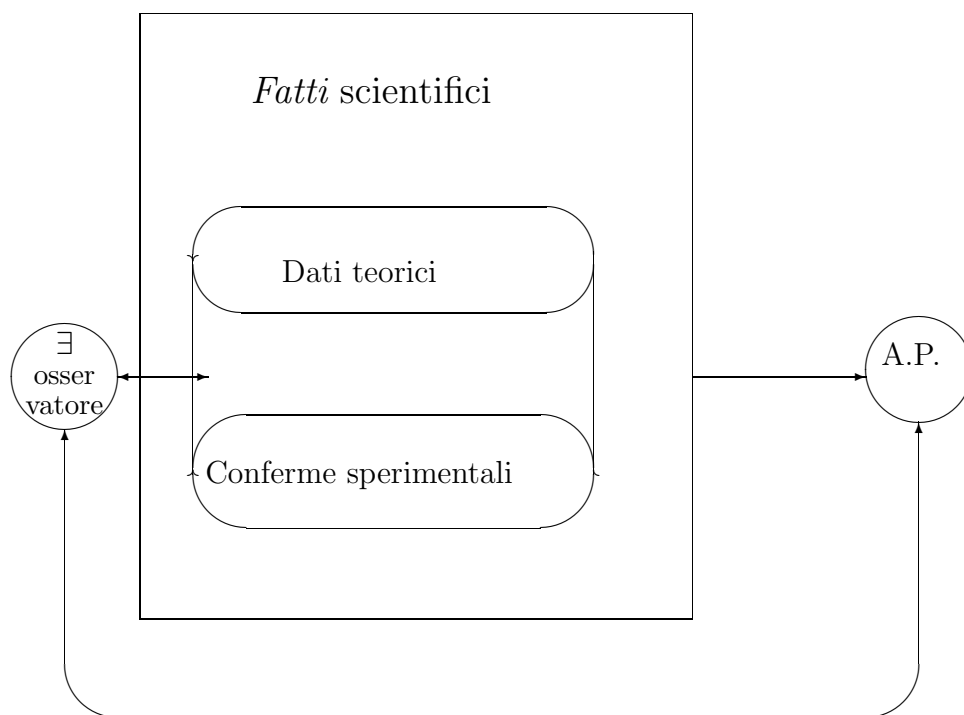 Fatti scientifici
Dati teorici
∃
osser
vatore
A.P.
Conferme sperimentali